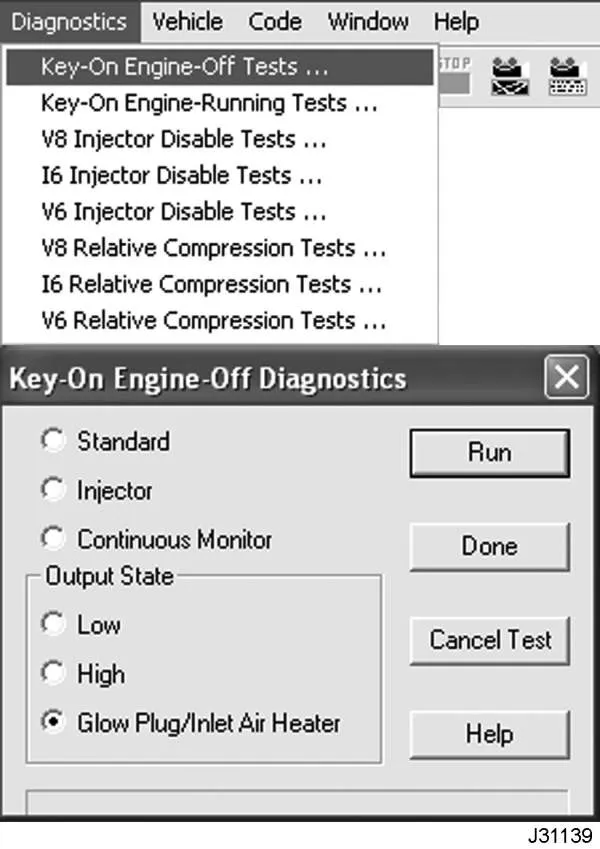 Diagnostics Vehicle Code Window Help
Key-On Engine-Off Tests ...
STOP
Key-On Engine-Running Tests ...
V8 Injector Disable Tests ...
I6 Injector Disable Tests ...
V6 Injector Disable Tests ...
V8 Relative Compression Tests ...
I6 Relative Compression Tests ...
V6 Relative Compression Tests ...
Key-On Engine-Off Diagnostics
Standard
Run
Injector
Continuous Monitor
Done
Output State
Low
Cancel Test
High
Glow Plug/Inlet Air Heater
Help
J31139